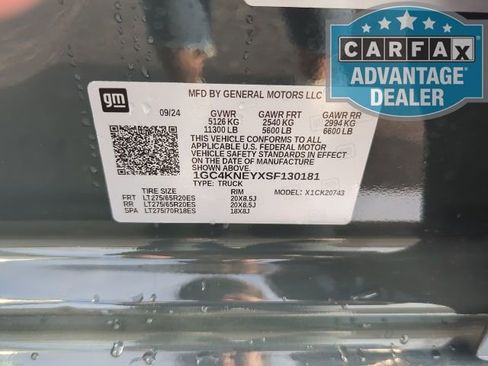 CARFAX
ADVANTAGE
DEALER
gm
MFD BY GENERAL MOTORS LLC
09/24 GVWR GAWR FRT GAWR RR
5126 KG 2540 KG 2994 KG
11300 LB 5600 LB 6600 LB
THIS VEHICLE CONFORMS TO ALL
APPLICABLE U.S. FEDERAL MOTOR
VEHICLE SAFETY STANDARDS IN
EFFECT ON THE DATE OF MANUFACTURE
SHOWN ABOVE.
1GC4KNEYXSF130181
TYPE: TRUCK
MODEL: X1CK20743
TIRE SIZE RIM
FRT LT275/65R20ES 20X8.5J
RR LT275/65R20ES 20X8.5J
SPA LT275/70R18ES 18X8J